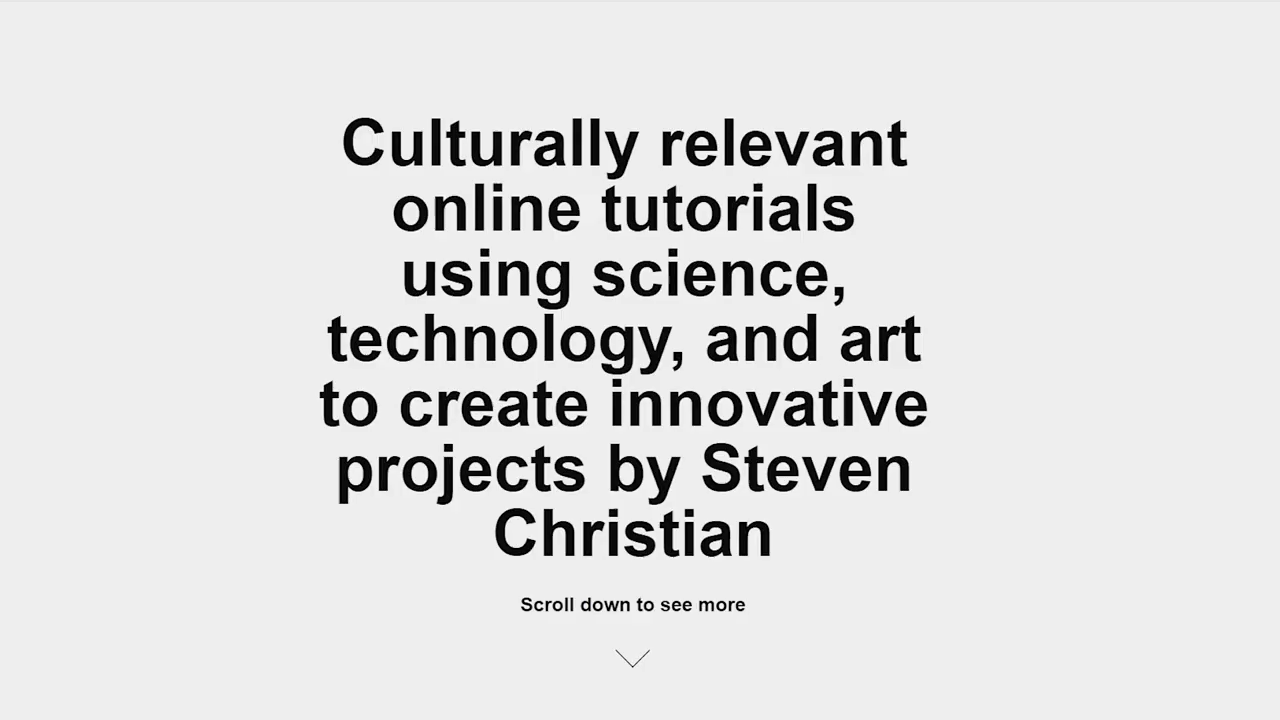 Culturally relevant
online tutorials
using science,
technology, and art
to create innovative
projects by Steven
Christian
Scroll down to see more